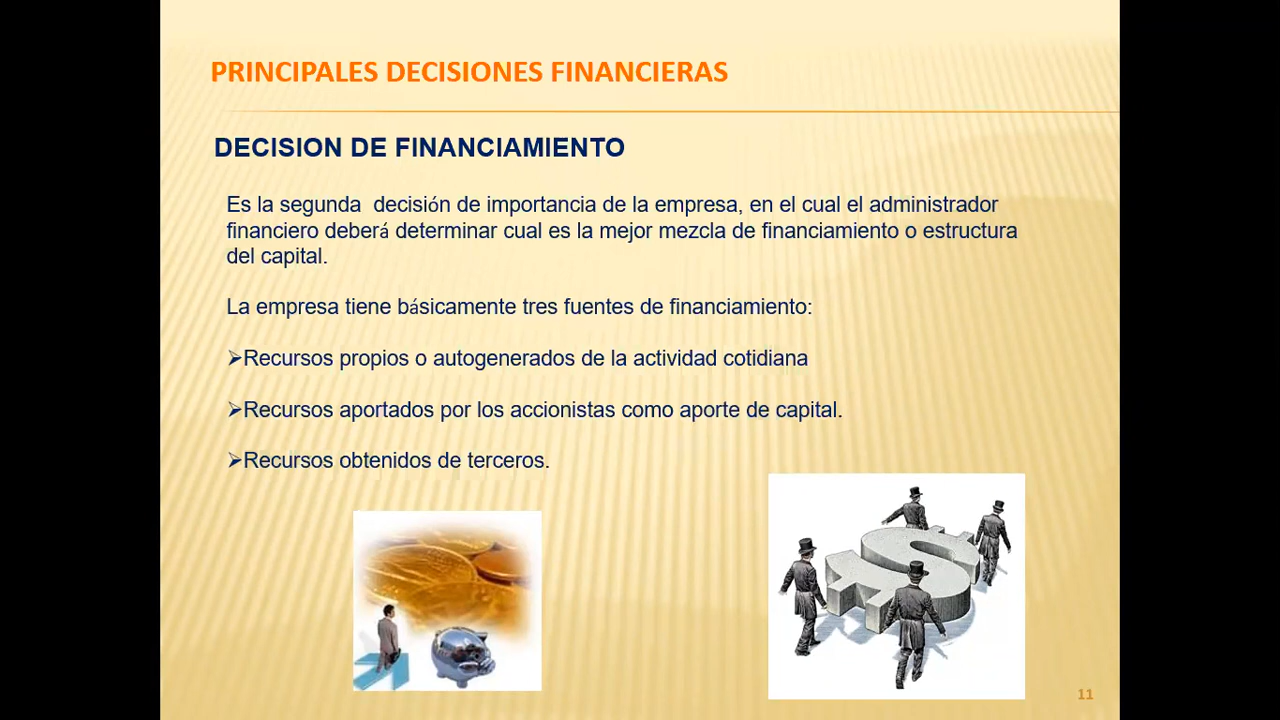 PRINCIPALES DECISIONES FINANCIERAS
DECISION DE FINANCIAMIENTO
Es la segunda  decisión de importancia de la empresa, en el cual el administrador
financiero deberá determinar cual es la mejor mezcla de financiamiento o estructura
del capital.
La empresa tiene básicamente tres fuentes de financiamiento:
➢Recursos propios o autogenerados de la actividad cotidiana
➢Recursos aportados por los accionistas como aporte de capital.
➢Recursos obtenidos de terceros.
11